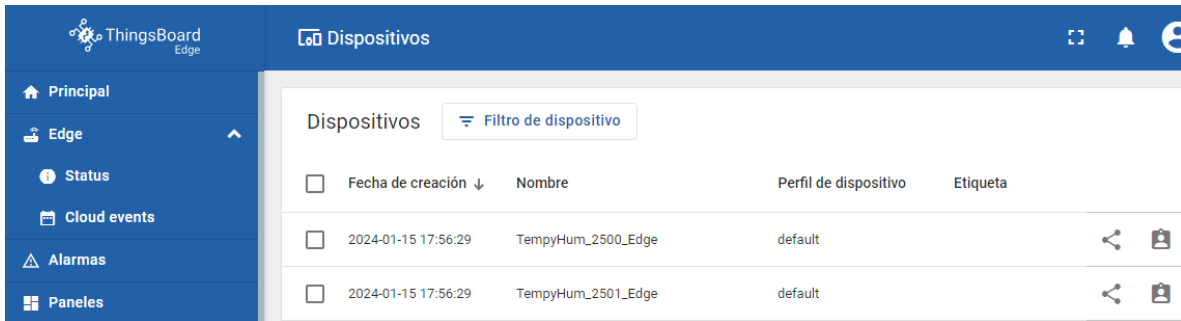 ThingsBoard
Edge
Dispositivos
Principal
Edge
Status
Cloud events
Alarmas
Paneles
Dispositivos
Filtro de dispositivo
Fecha de creación ↓ Nombre Perfil de dispositivo Etiqueta
2024-01-15 17:56:29 TempyHum_2500_Edge default
2024-01-15 17:56:29 TempyHum_2501_Edge default